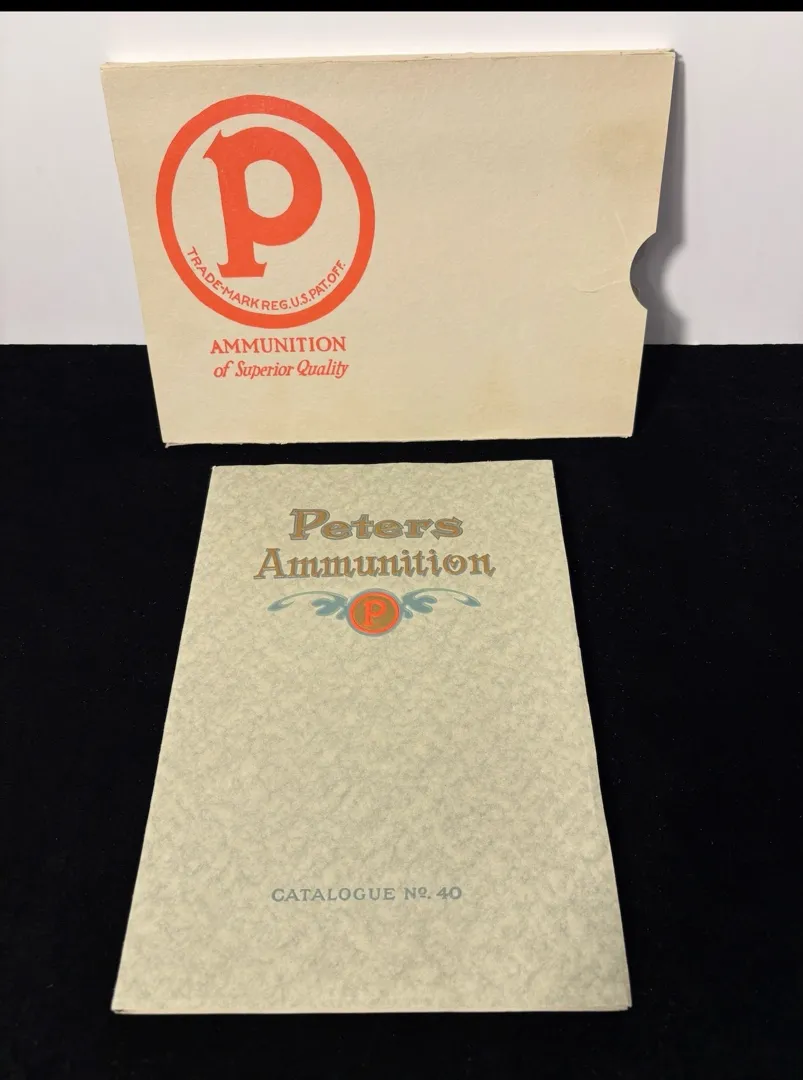 P
TRADE-MARK REG.U.S.PAT.OFF.
AMMUNITION
of Superior Quality
Peters
Ammunition
P
CATALOGUE Nº. 40